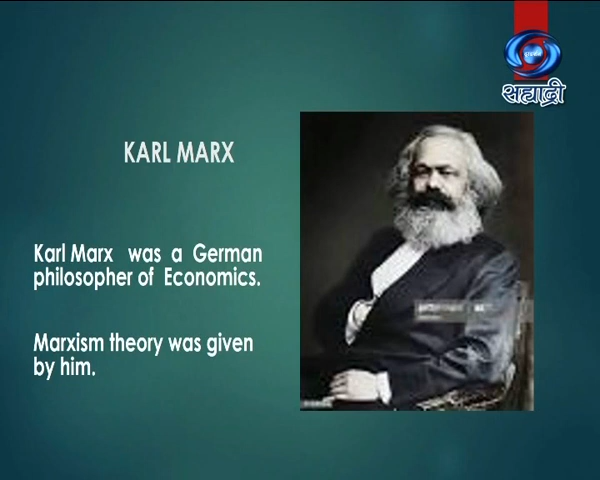 सह्याद्री
KARL MARX
Karl Marx was a German
philosopher of Economics.
Marxism theory was given
by him.